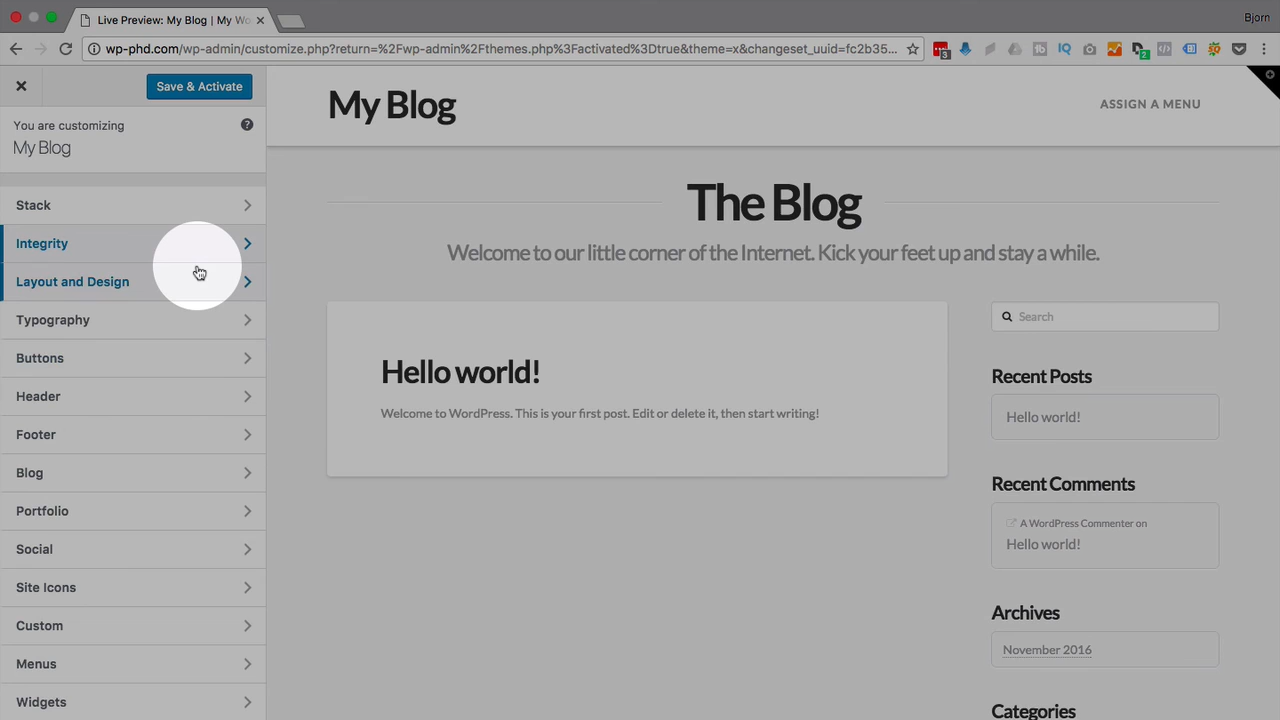 Live Preview: My Blog | My Wo
Bjorn
wp-phd.com/wp-admin/customize.php?return=%2Fwp-admin%2Fthemes.php%3Factivated%3Dtrue&theme=x&changeset_uuid=fc2b35...
3
2
Save & Activate
You are customizing
My Blog
Stack
Integrity
Layout and Design
Typography
Buttons
Header
Footer
Blog
Portfolio
Social
Site Icons
Custom
Menus
Widgets
My Blog
ASSIGN A MENU
The Blog
Welcome to our little corner of the Internet. Kick your feet up and stay a while.
Hello world!
Welcome to WordPress. This is your first post. Edit or delete it, then start writing!
Search
Recent Posts
Hello world!
Recent Comments
A WordPress Commenter on
Hello world!
Archives
November 2016
Categories